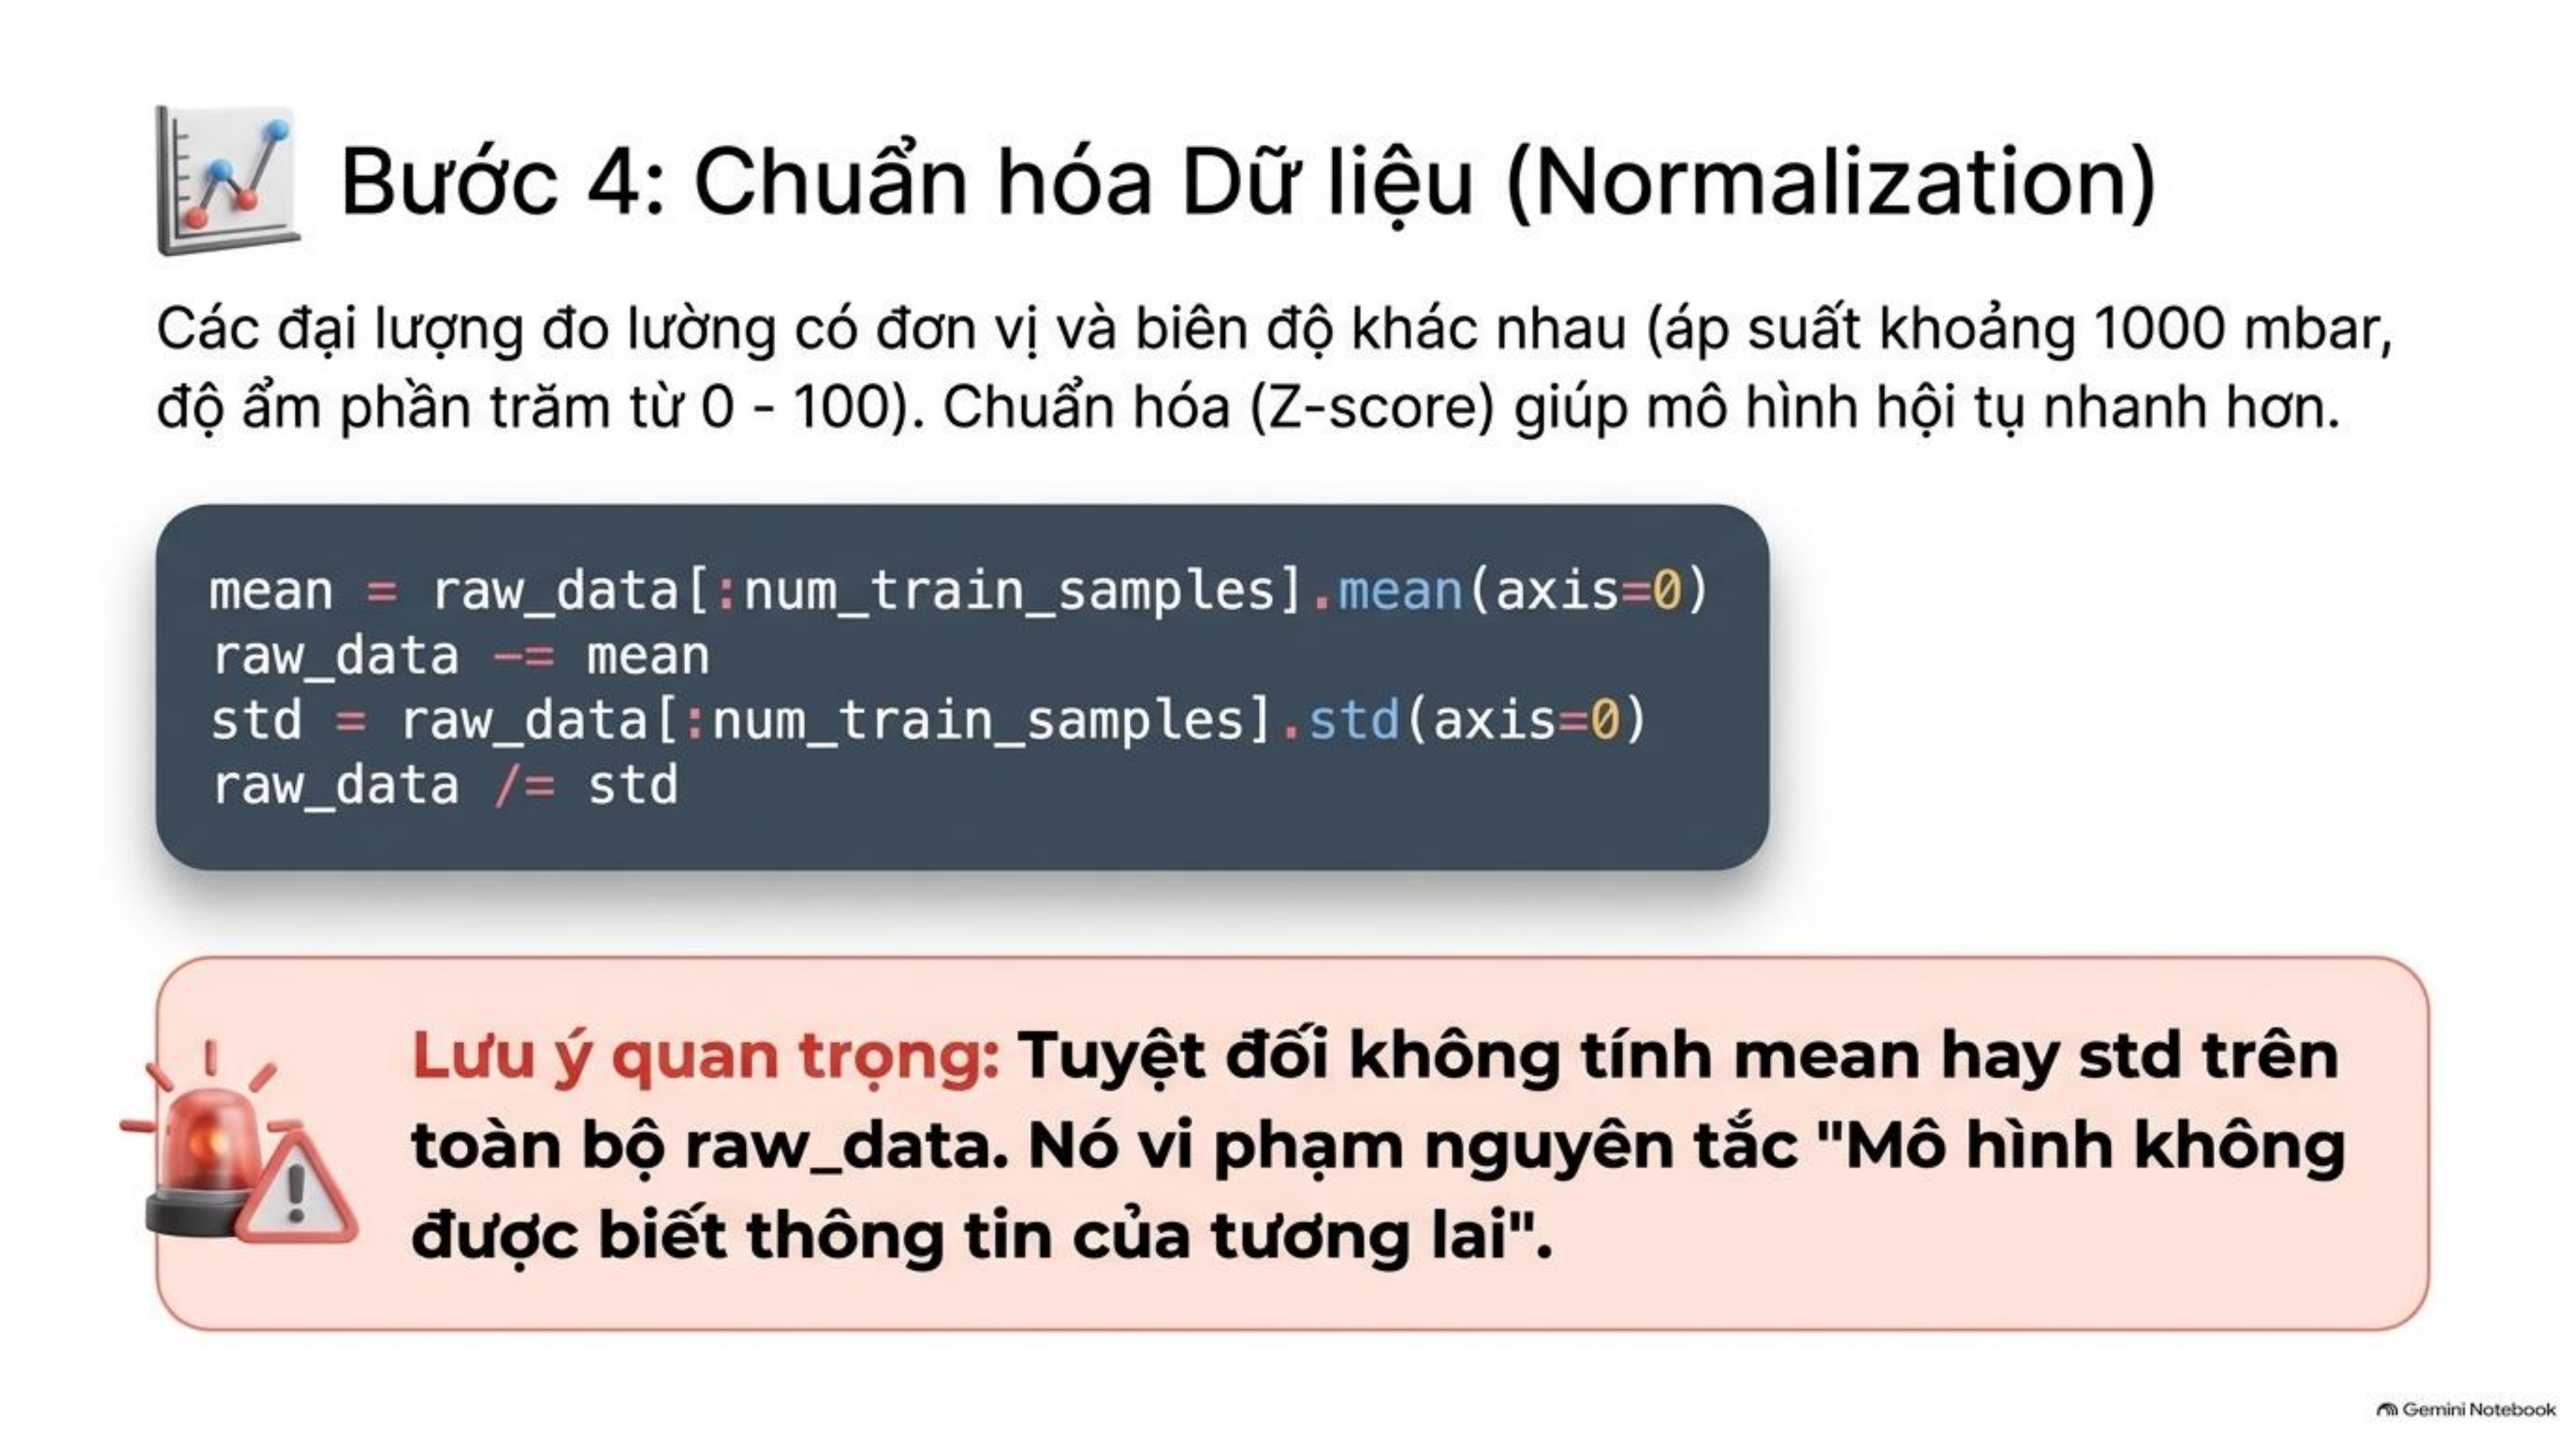 Bước 4: Chuẩn hóa Dữ liệu (Normalization)
Các đại lượng đo lường có đơn vị và biên độ khác nhau (áp suất khoảng 1000 mbar,
độ ẩm phần trăm từ 0 - 100). Chuẩn hóa (Z-score) giúp mô hình hội tụ nhanh hơn.
mean = raw_data[:num_train_samples].mean(axis=0)
raw_data -= mean
std = raw_data[:num_train_samples].std(axis=0)
raw_data /= std
Lưu ý quan trọng: Tuyệt đối không tính mean hay std trên
toàn bộ raw_data. Nó vi phạm nguyên tắc "Mô hình không
được biết thông tin của tương lai".
Gemini Notebook